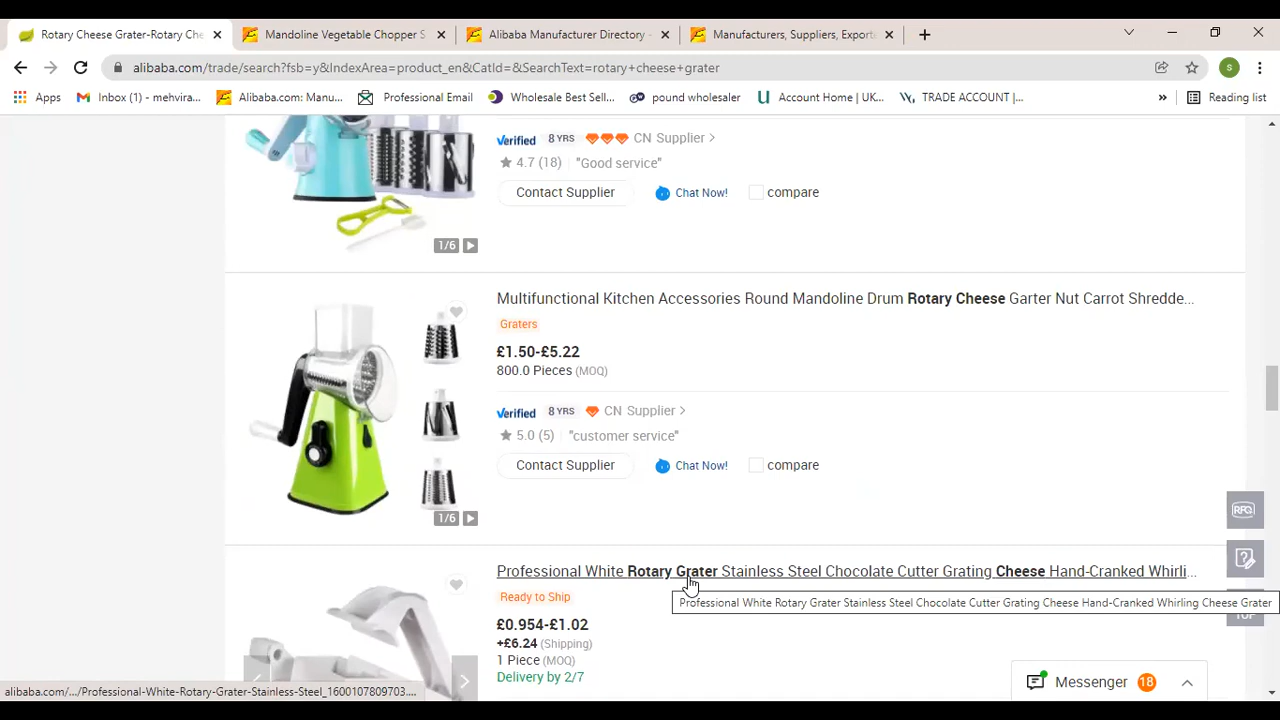 Rotary Cheese Grater-Rotary Che
Mandoline Vegetable Chopper S
Alibaba Manufacturer Directory -
Manufacturers, Suppliers, Export
alibaba.com/trade/search?fsb=y&IndexArea=product_en&CatId=&SearchText=rotary+cheese+grater
S
Apps
Inbox (1) - mehvira...
Alibaba.com: Manu...
Professional Email
Wholesale Best Sell...
pound wholesaler
Account Home | UK...
TRADE ACCOUNT |...
»
Reading list
Verified 8 YRS CN Supplier >
4.7 (18) "Good service"
Contact Supplier Chat Now! compare
1/6
Multifunctional Kitchen Accessories Round Mandoline Drum Rotary Cheese Garter Nut Carrot Shredde...
Graters
£1.50-£5.22
800.0 Pieces (MOQ)
Verified 8 YRS CN Supplier >
5.0 (5) "customer service"
Contact Supplier Chat Now! compare
1/6
RFQ
Professional White Rotary Grater Stainless Steel Chocolate Cutter Grating Cheese Hand-Cranked Whirli...
Professional White Rotary Grater Stainless Steel Chocolate Cutter Grating Cheese Hand-Cranked Whirling Cheese Grater
Ready to Ship
TOP
£0.954-£1.02
+£6.24 (Shipping)
1 Piece (MOQ)
Delivery by 2/7
Messenger 18
alibaba.com/.../Professional-White-Rotary-Grater-Stainless-Steel_1600107809703....